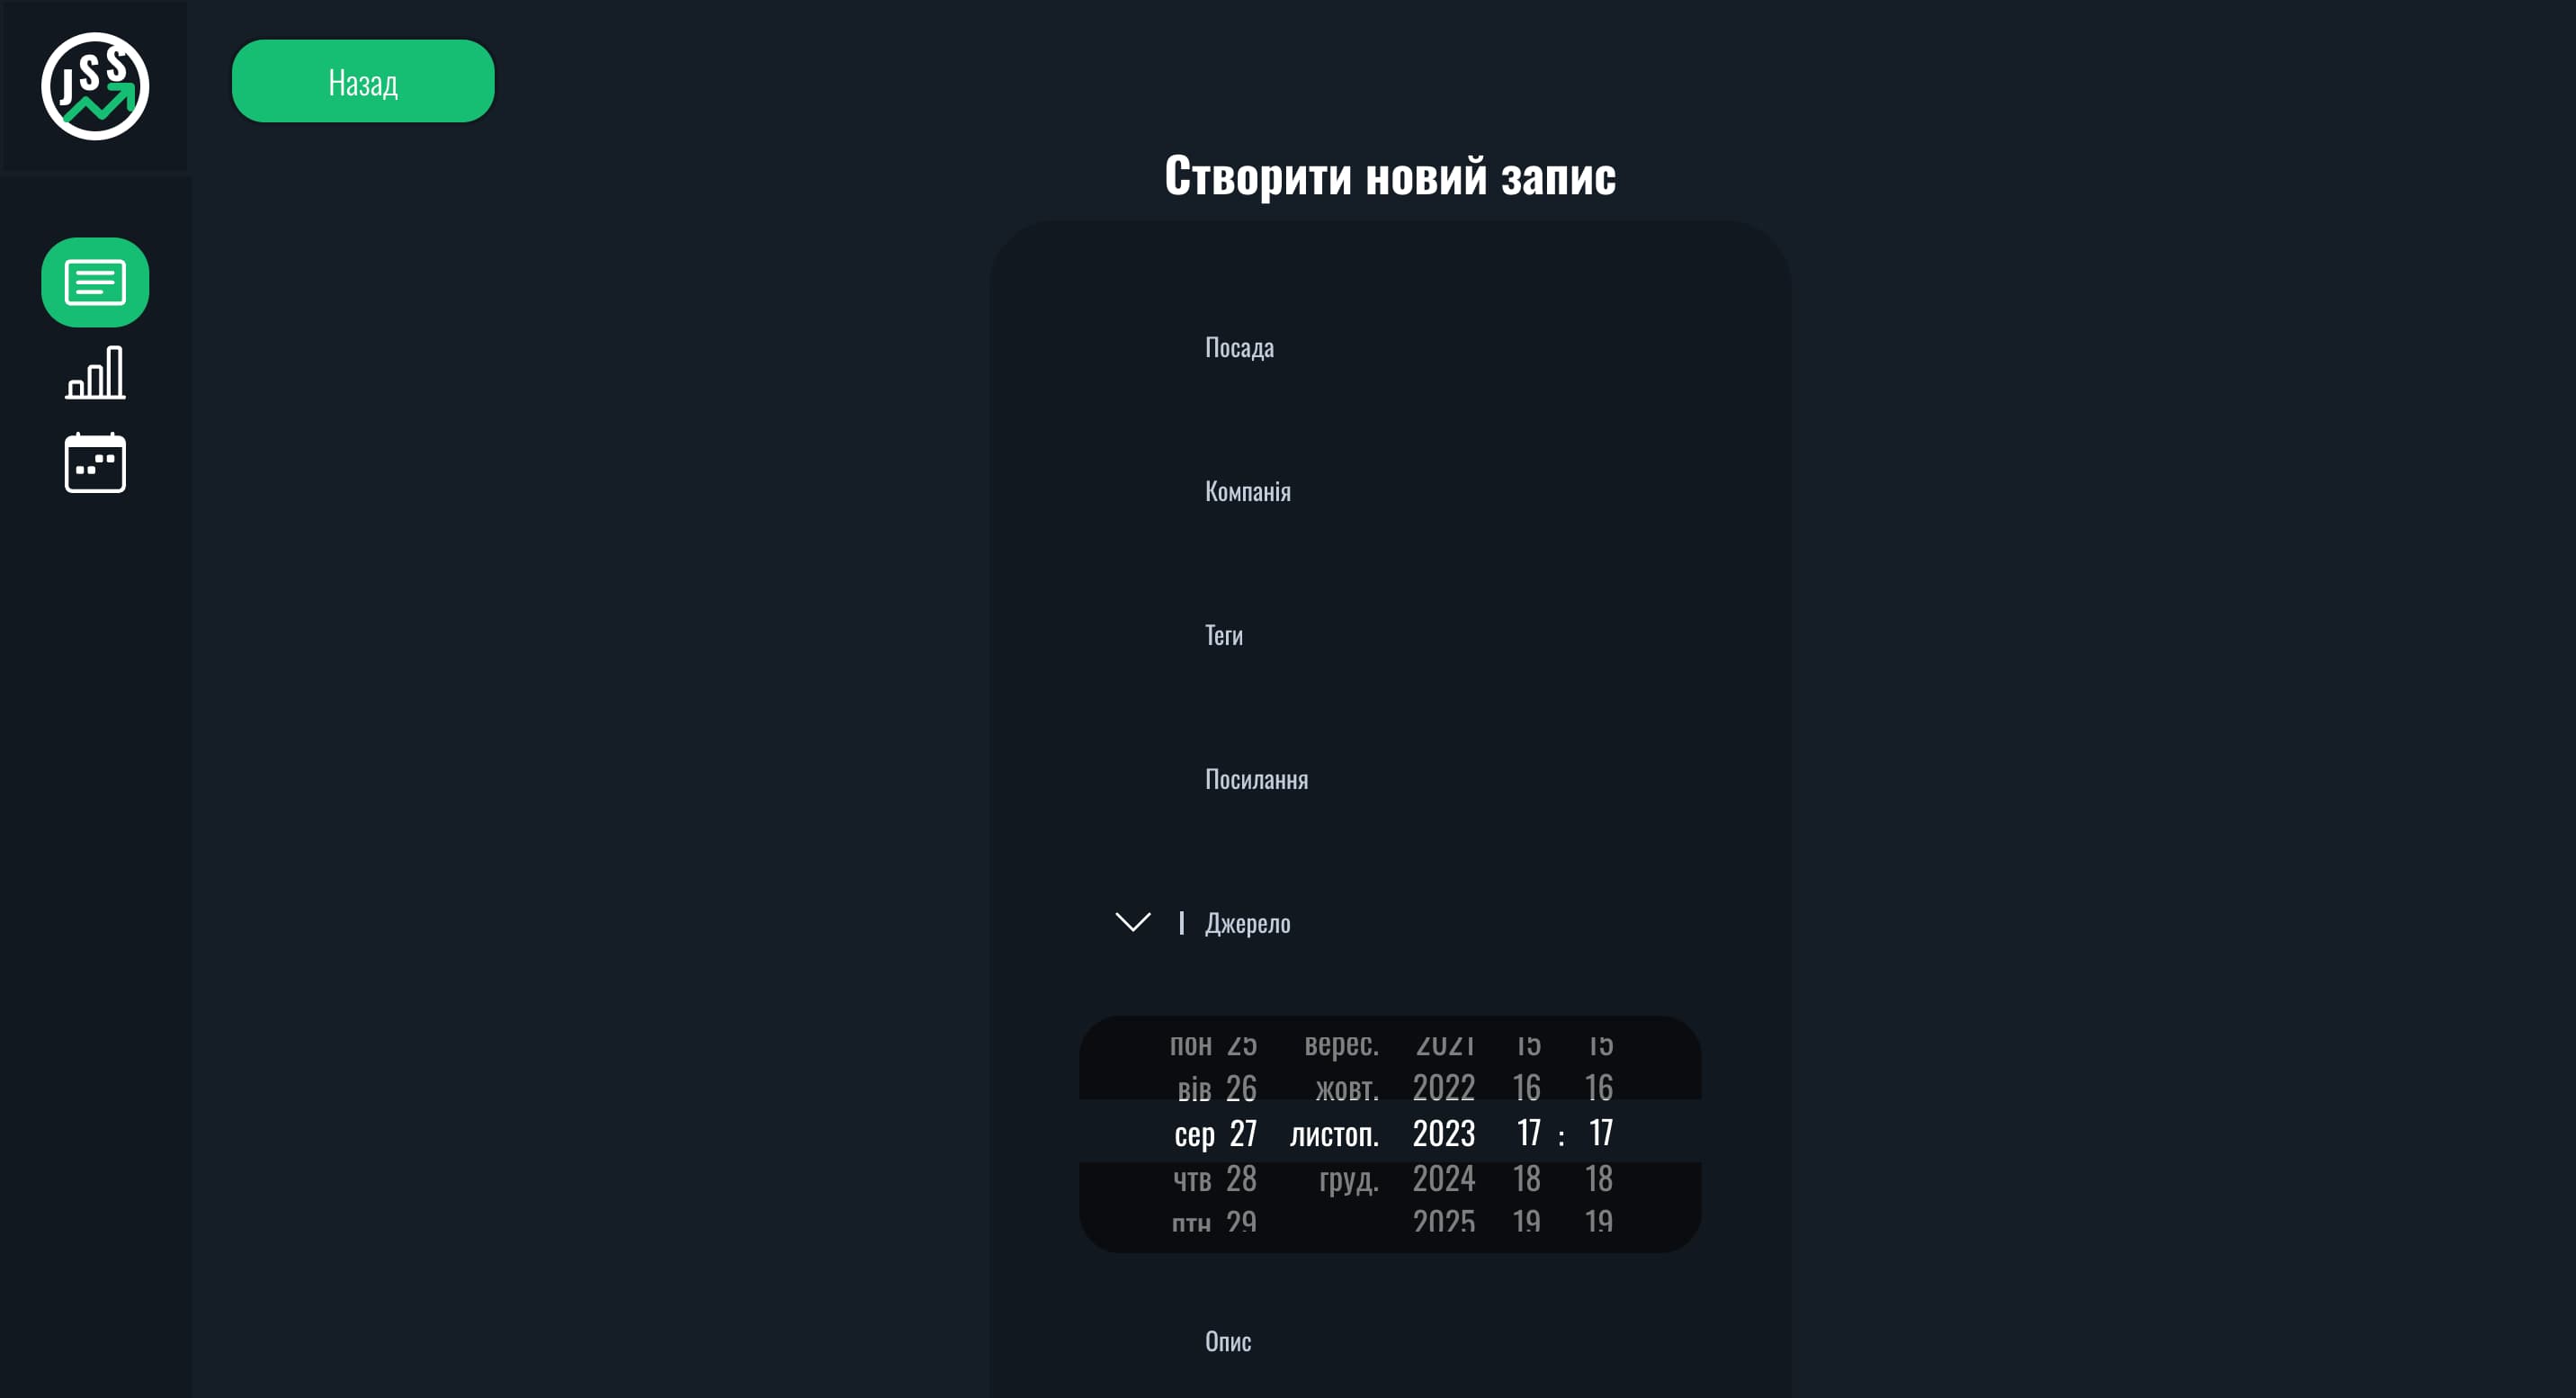 JSS
Назад
Створити новий запис
Посада
Компанія
Теги
Посилання
Джерело
пон 25 верес. 2021 15 15
вів 26 жовт. 2022 16 16
сер 27 листоп. 2023 17 : 17
чтв 28 груд. 2024 18 18
птн 29 2025 19 19
Опис